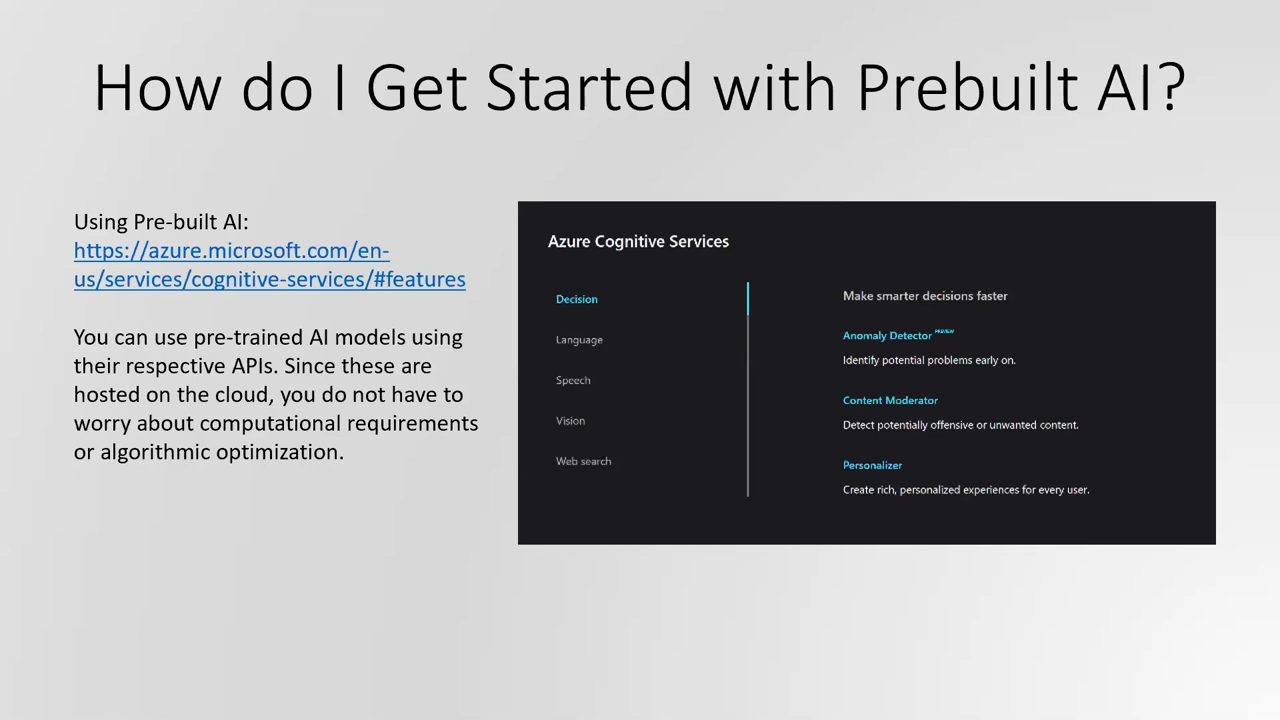 How do I Get Started with Prebuilt AI?
Using Pre-built AI:
https://azure.microsoft.com/en-
us/services/cognitive-services/#features
You can use pre-trained AI models using
their respective APIs. Since these are
hosted on the cloud, you do not have to
worry about computational requirements
or algorithmic optimization.
Azure Cognitive Services
Decision
Language
Speech
Vision
Web search
Make smarter decisions faster
Anomaly Detector PREVIEW
Identify potential problems early on.
Content Moderator
Detect potentially offensive or unwanted content.
Personalizer
Create rich, personalized experiences for every user.